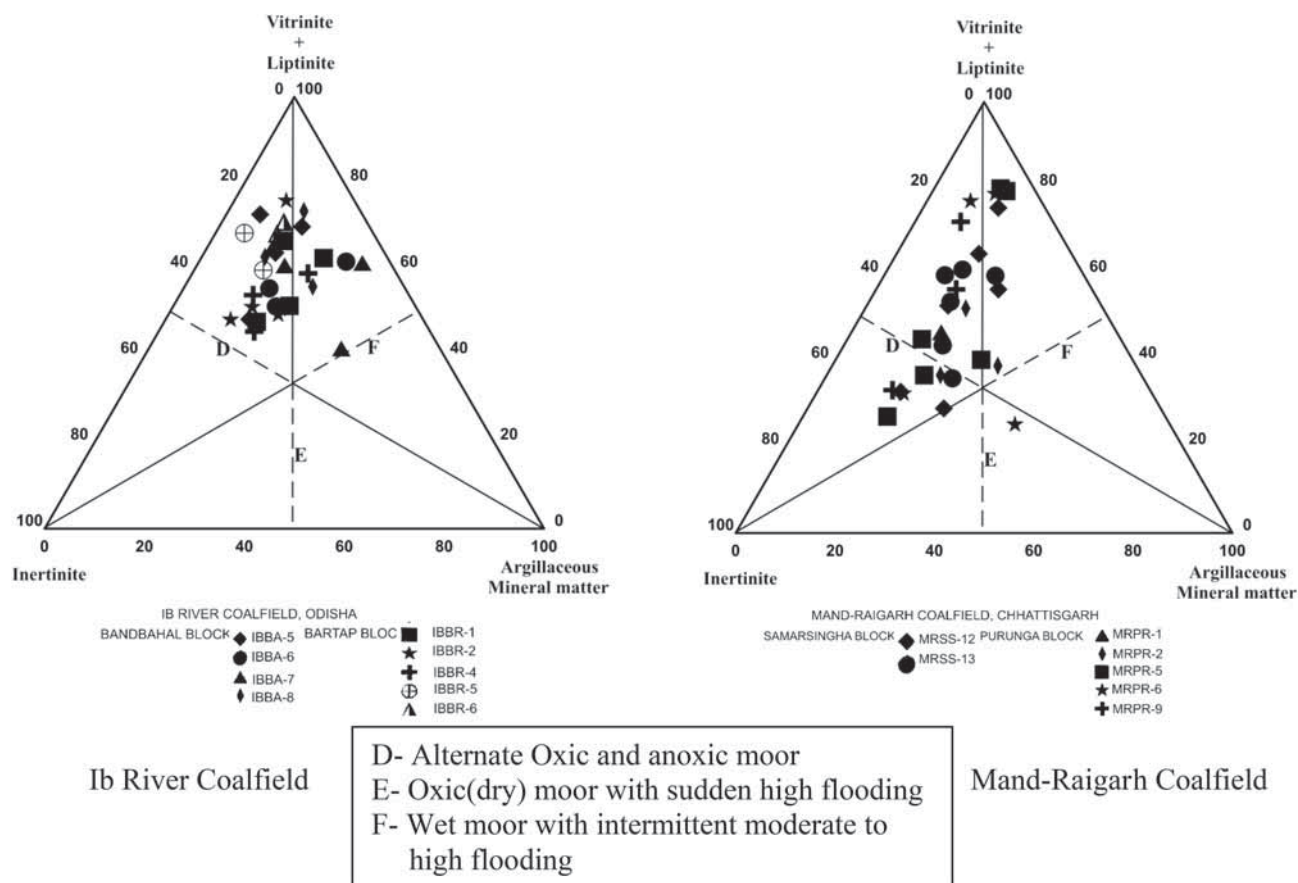 Vitrinite
+
Liptinite
0 100
20
80
40
60
D
F
60
40
E
80
20
100
0
0
20
40
60
80
100
Inertinite
Argillaceous
Mineral matter
IB RIVER COALFIELD, ODISHA
BANDBAHAL BLOCK
IBBA-5
IBBA-6
IBBA-7
IBBA-8
BARTAP BLOC
IBBR-1
IBBR-2
IBBR-4
IBBR-5
IBBR-6
Vitrinite
+
Liptinite
0 100
20
80
40
60
D
F
60
40
E
80
20
100
0
0
20
40
60
80
100
Inertinite
Argillaceous
Mineral matter
MAND-RAIGARH COALFIELD, CHHATTISGARH
SAMARSINGHA BLOCK
MRSS-12
MRSS-13
PURUNGA BLOCK
MRPR-1
MRPR-2
MRPR-5
MRPR-6
MRPR-9
Ib River Coalfield
D- Alternate Oxic and anoxic moor
E- Oxic(dry) moor with sudden high flooding
F- Wet moor with intermittent moderate to
high flooding
Mand-Raigarh Coalfield